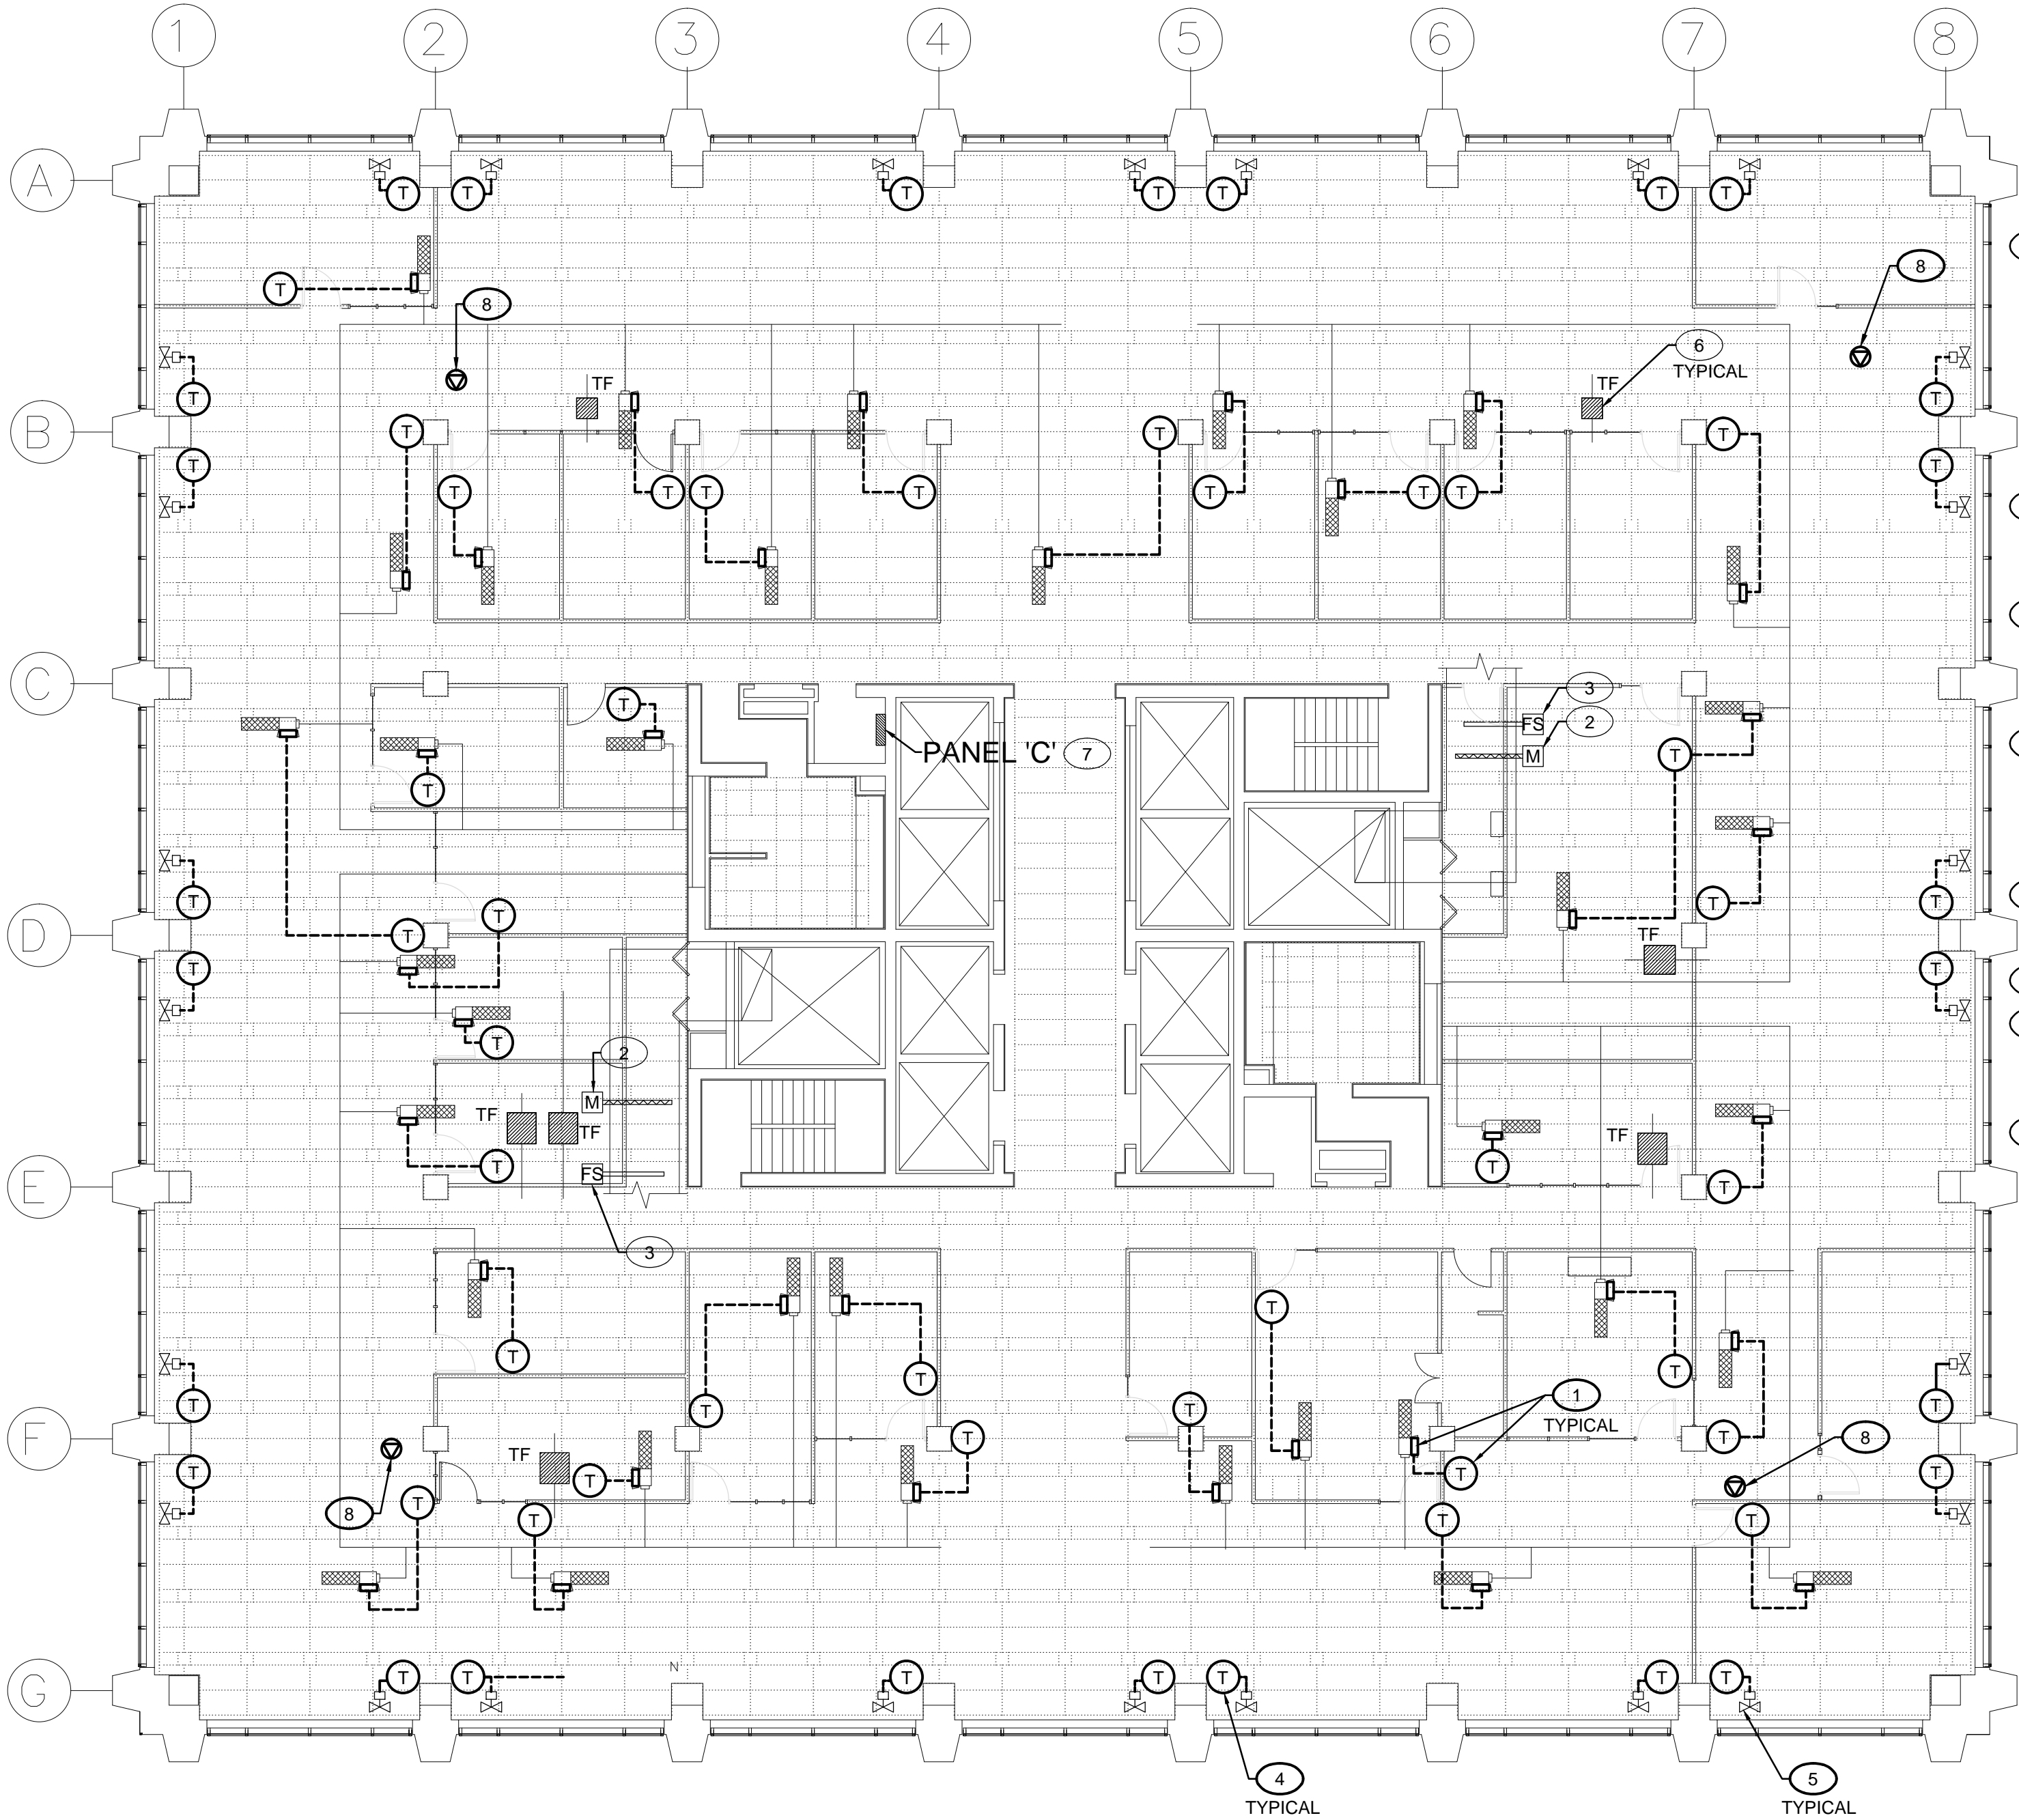 1 2 3 4 5 6 7 8
A
T T T T T T T
8
T
8
6
TYPICAL
TF TF
T T
B T T T
T T
T T T T T T T
C 3
T
FS 2
PANEL 'C' 7 M T
T
T T T
T
D T TF
T T
T
2
M
TF TF TF
T T
FS
E T
3
T
T
T
T
1
T T T T
TYPICAL
F T T 8
TF
T T T T
T
8 T T T
N
G T T T T T T T
4 5
TYPICAL TYPICAL